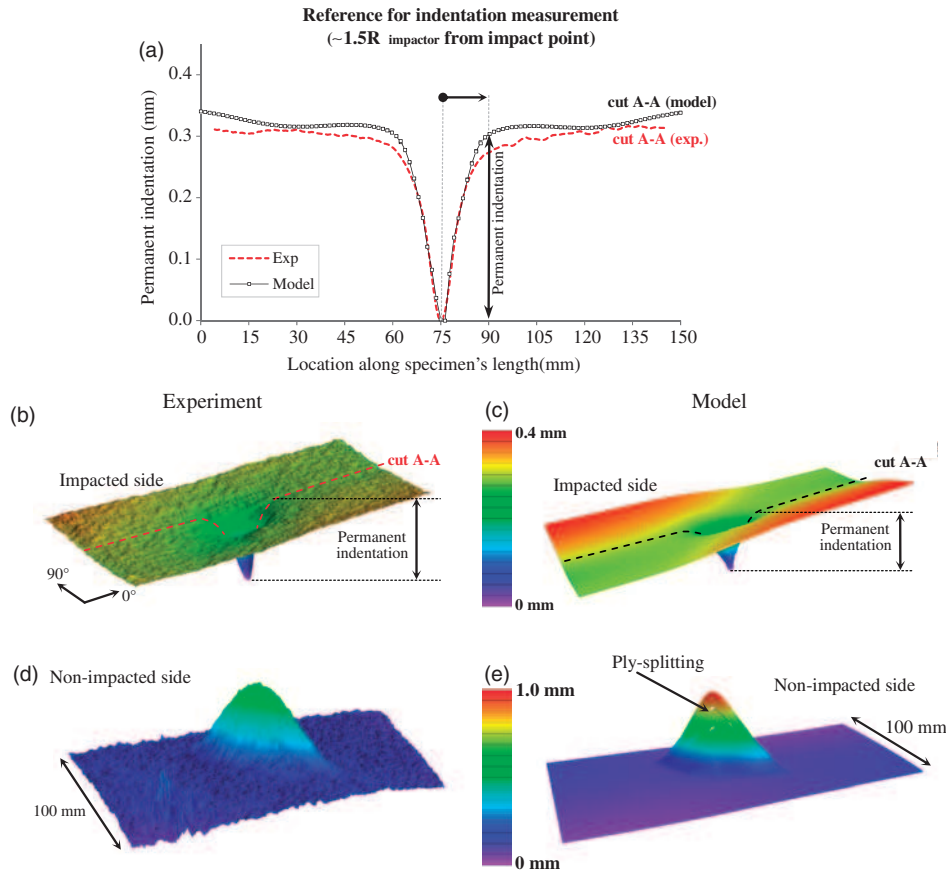 Reference for indentation measurement
(~1.5R impactor from impact point)
(a)
Permanent indentation (mm)
0.4
0.3
0.2
0.1
0.0
cut A-A (model)
cut A-A (exp.)
Permanent indentation
Exp
Model
0 15 30 45 60 75 90 105 120 135 150
Location along specimen's length(mm)
(b) Experiment
Impacted side
cut A-A
Permanent
indentation
90°
0°
(c) Model
0.4 mm
0 mm
Impacted side
cut A-A
Permanent
indentation
(d) Non-impacted side
100 mm
(e) Ply-splitting
1.0 mm
0 mm
Non-impacted side
100 mm